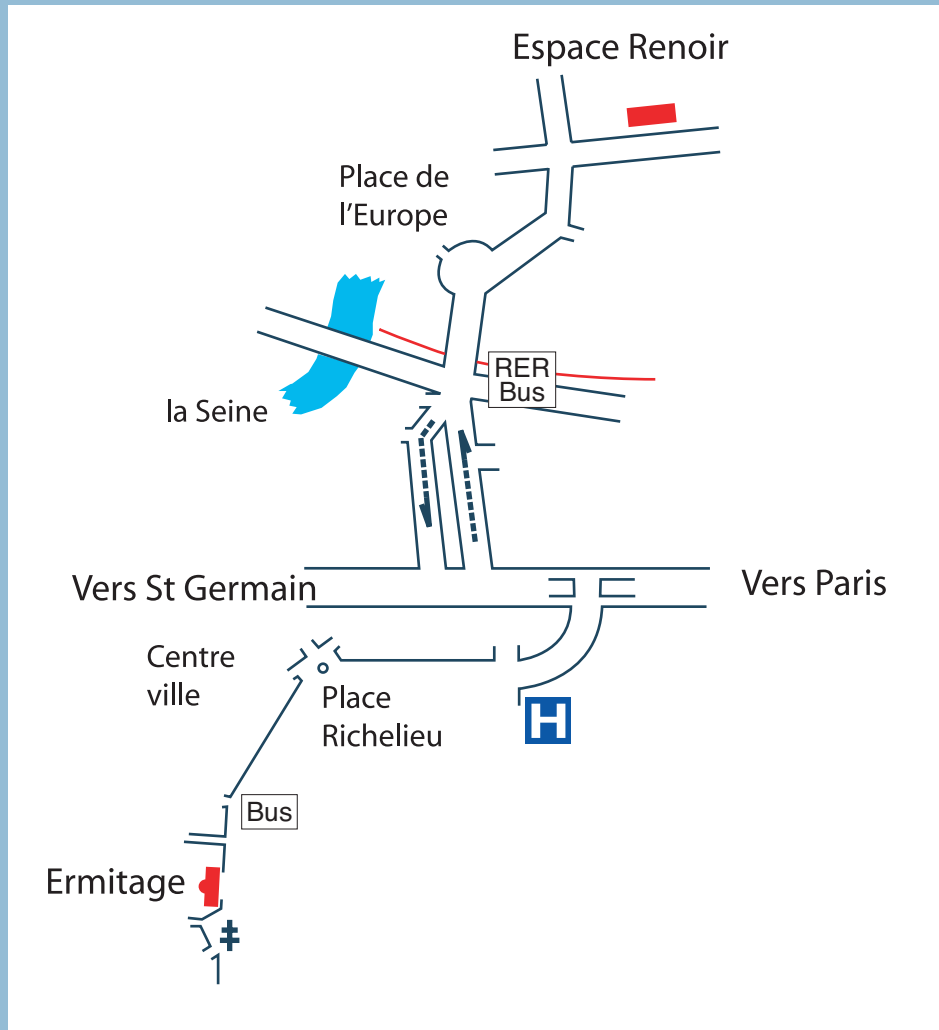 Espace Renoir
Place de
l'Europe
RER
Bus
la Seine
Vers St Germain
Vers Paris
Centre
ville
Place
Richelieu
H
Bus
Ermitage